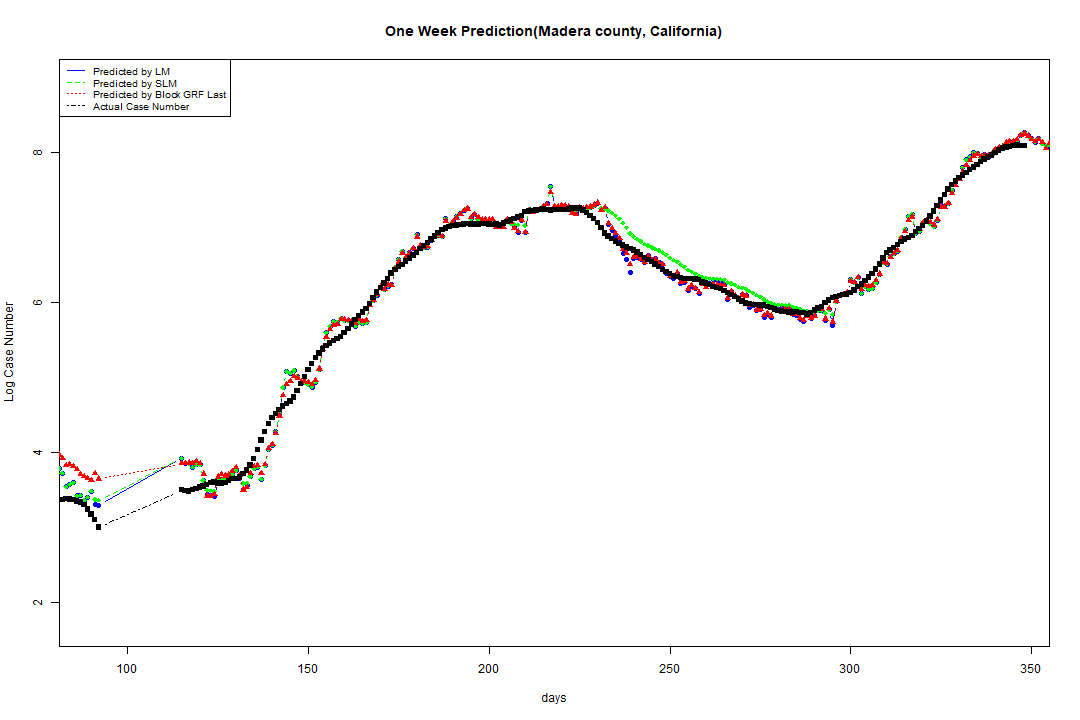 One Week Prediction(Madera county, California)
Predicted by LM
Predicted by SLM
Predicted by Block GRF Last
Actual Case Number
8
6
4
2
Log Case Number
100 150 200 250 300 350
days